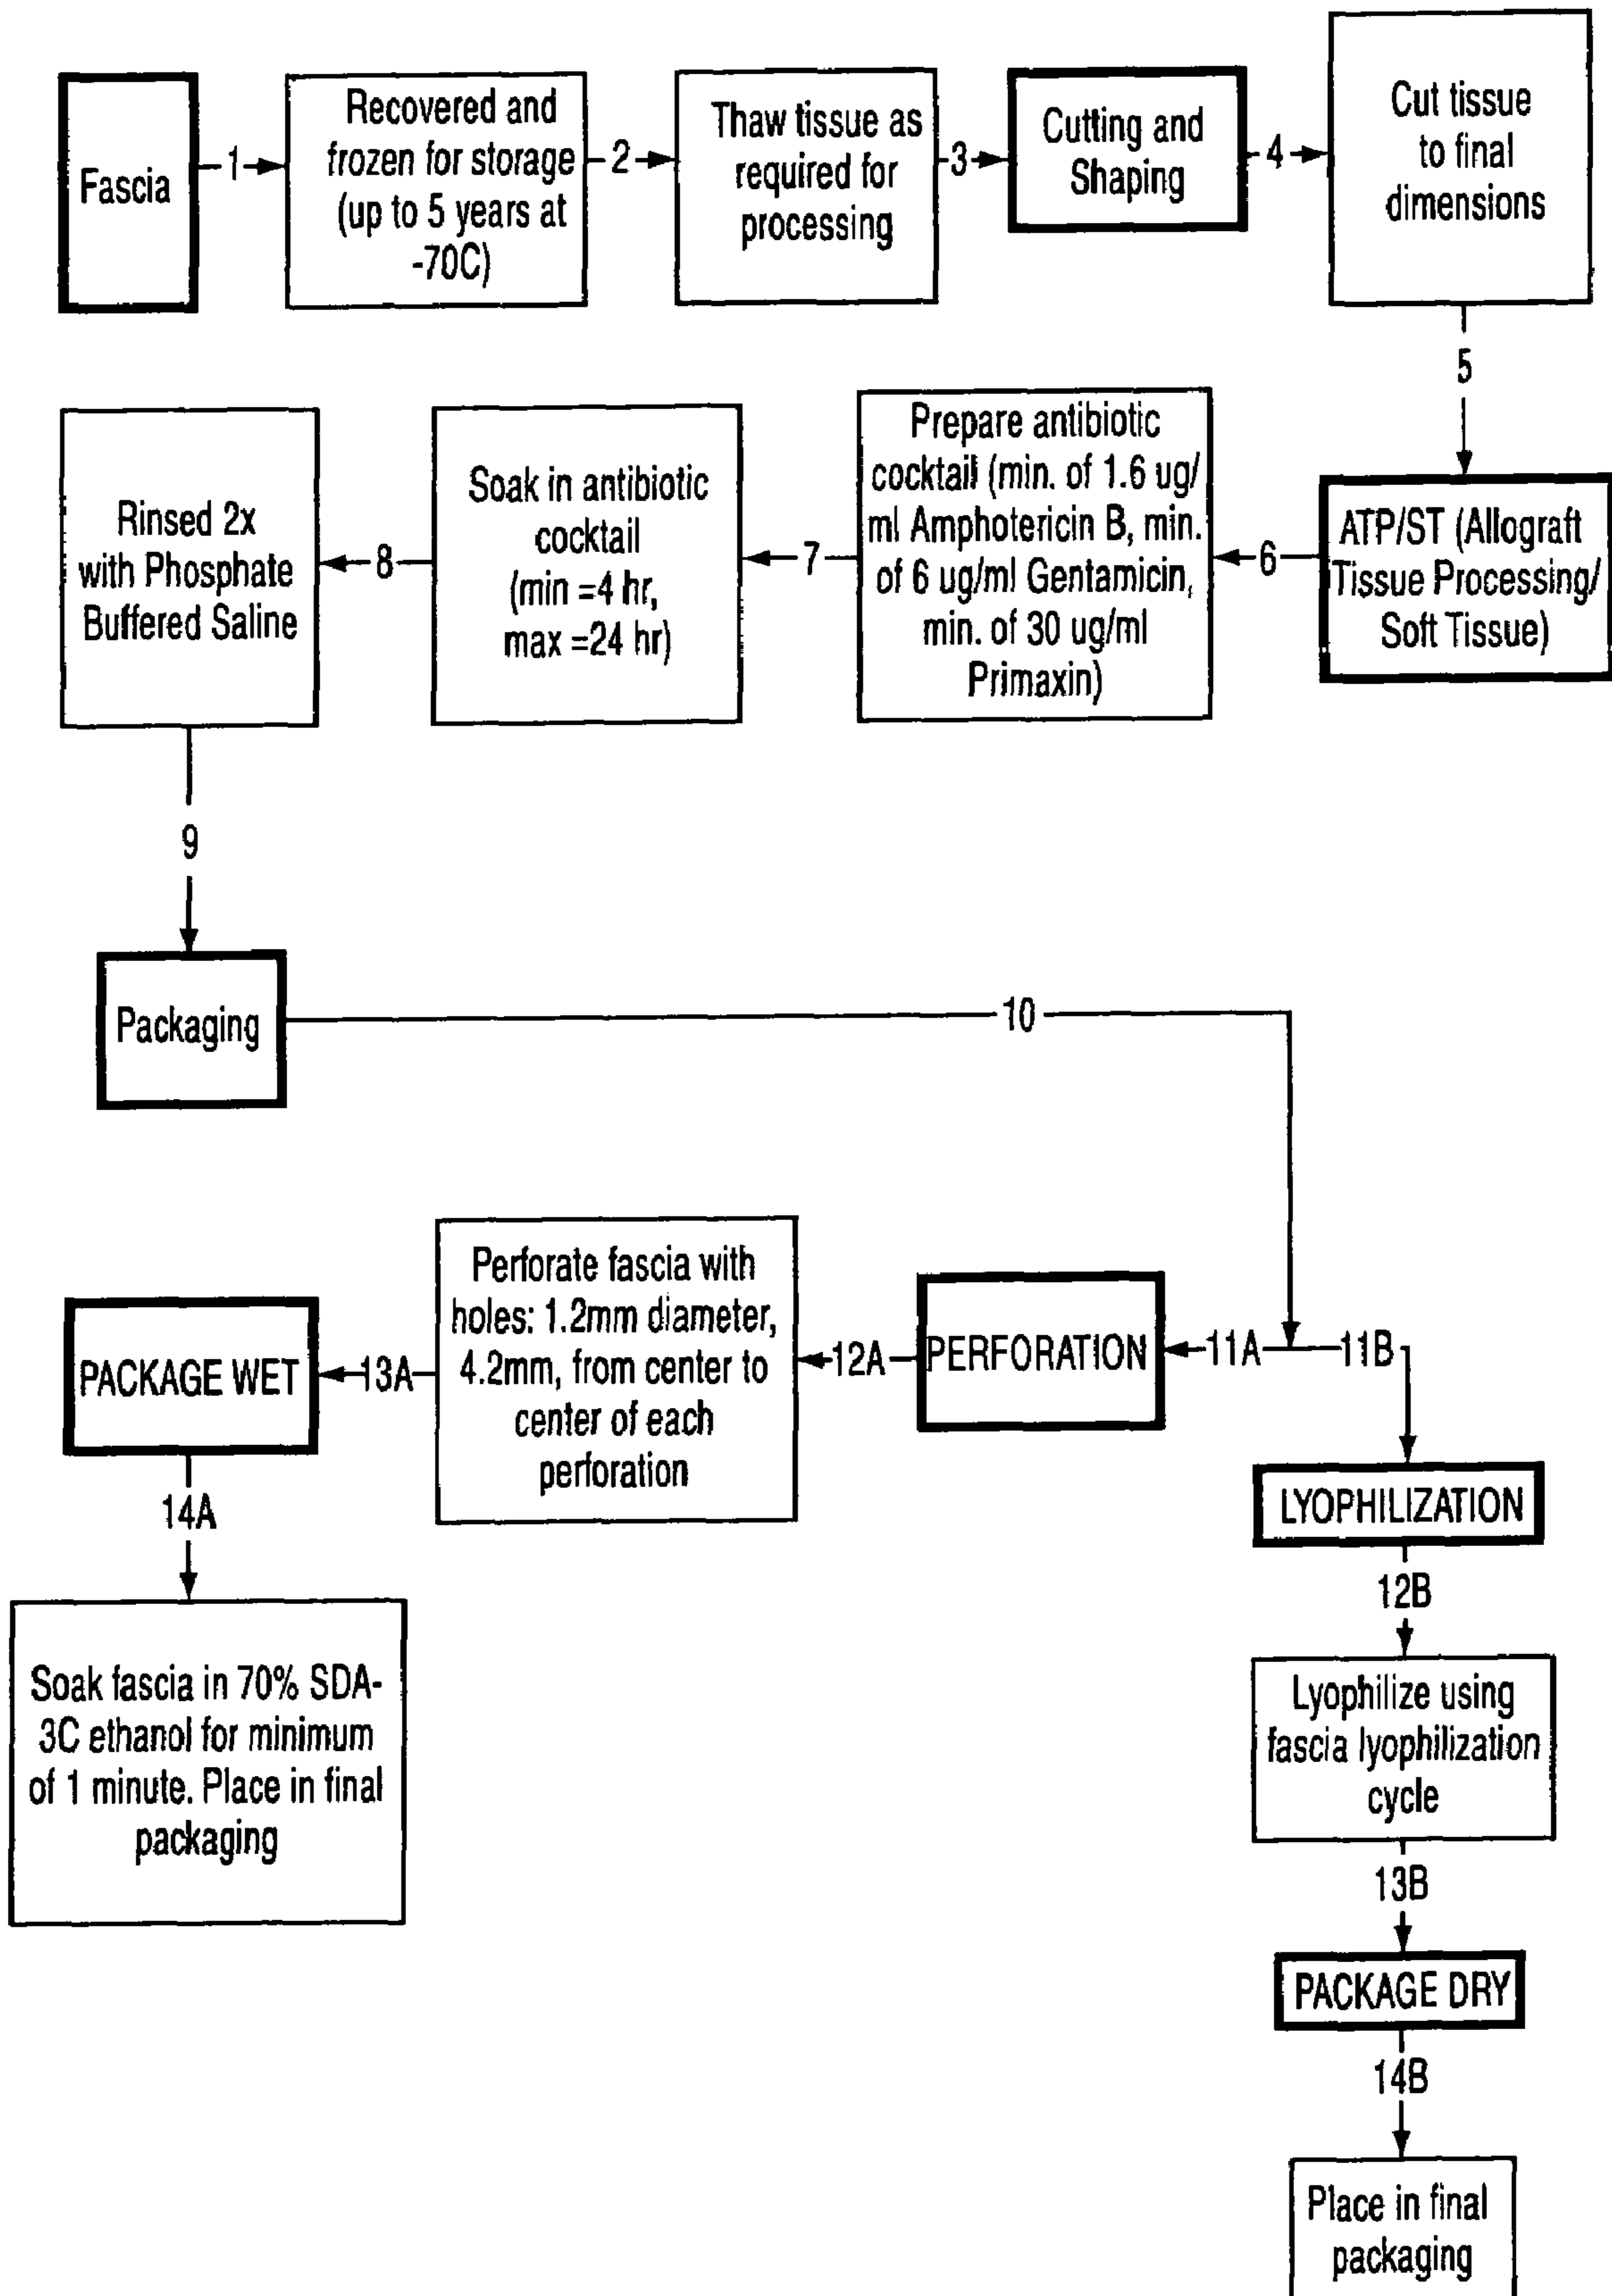 Fascia
1
Recovered and
frozen for storage
(up to 5 years at
-70C)
2
Thaw tissue as
required for
processing
3
Cutting and
Shaping
4
Cut tissue
to final
dimensions
5
ATP/ST (Allograft
Tissue Processing/
Soft Tissue)
6
Prepare antibiotic
cocktail (min. of 1.6 ug/
ml Amphotericin B, min.
of 6 ug/ml Gentamicin,
min. of 30 ug/ml
Primaxin)
7
Soak in antibiotic
cocktail
(min =4 hr,
max =24 hr)
8
Rinsed 2x
with Phosphate
Buffered Saline
9
Packaging
10
11A
PERFORATION
12A
Perforate fascia with
holes: 1.2mm diameter,
4.2mm, from center to
center of each
perforation
13A
PACKAGE WET
14A
Soak fascia in 70% SDA-
3C ethanol for minimum
of 1 minute. Place in final
packaging
11B
LYOPHILIZATION
12B
Lyophilize using
fascia lyophilization
cycle
13B
PACKAGE DRY
14B
Place in final
packaging